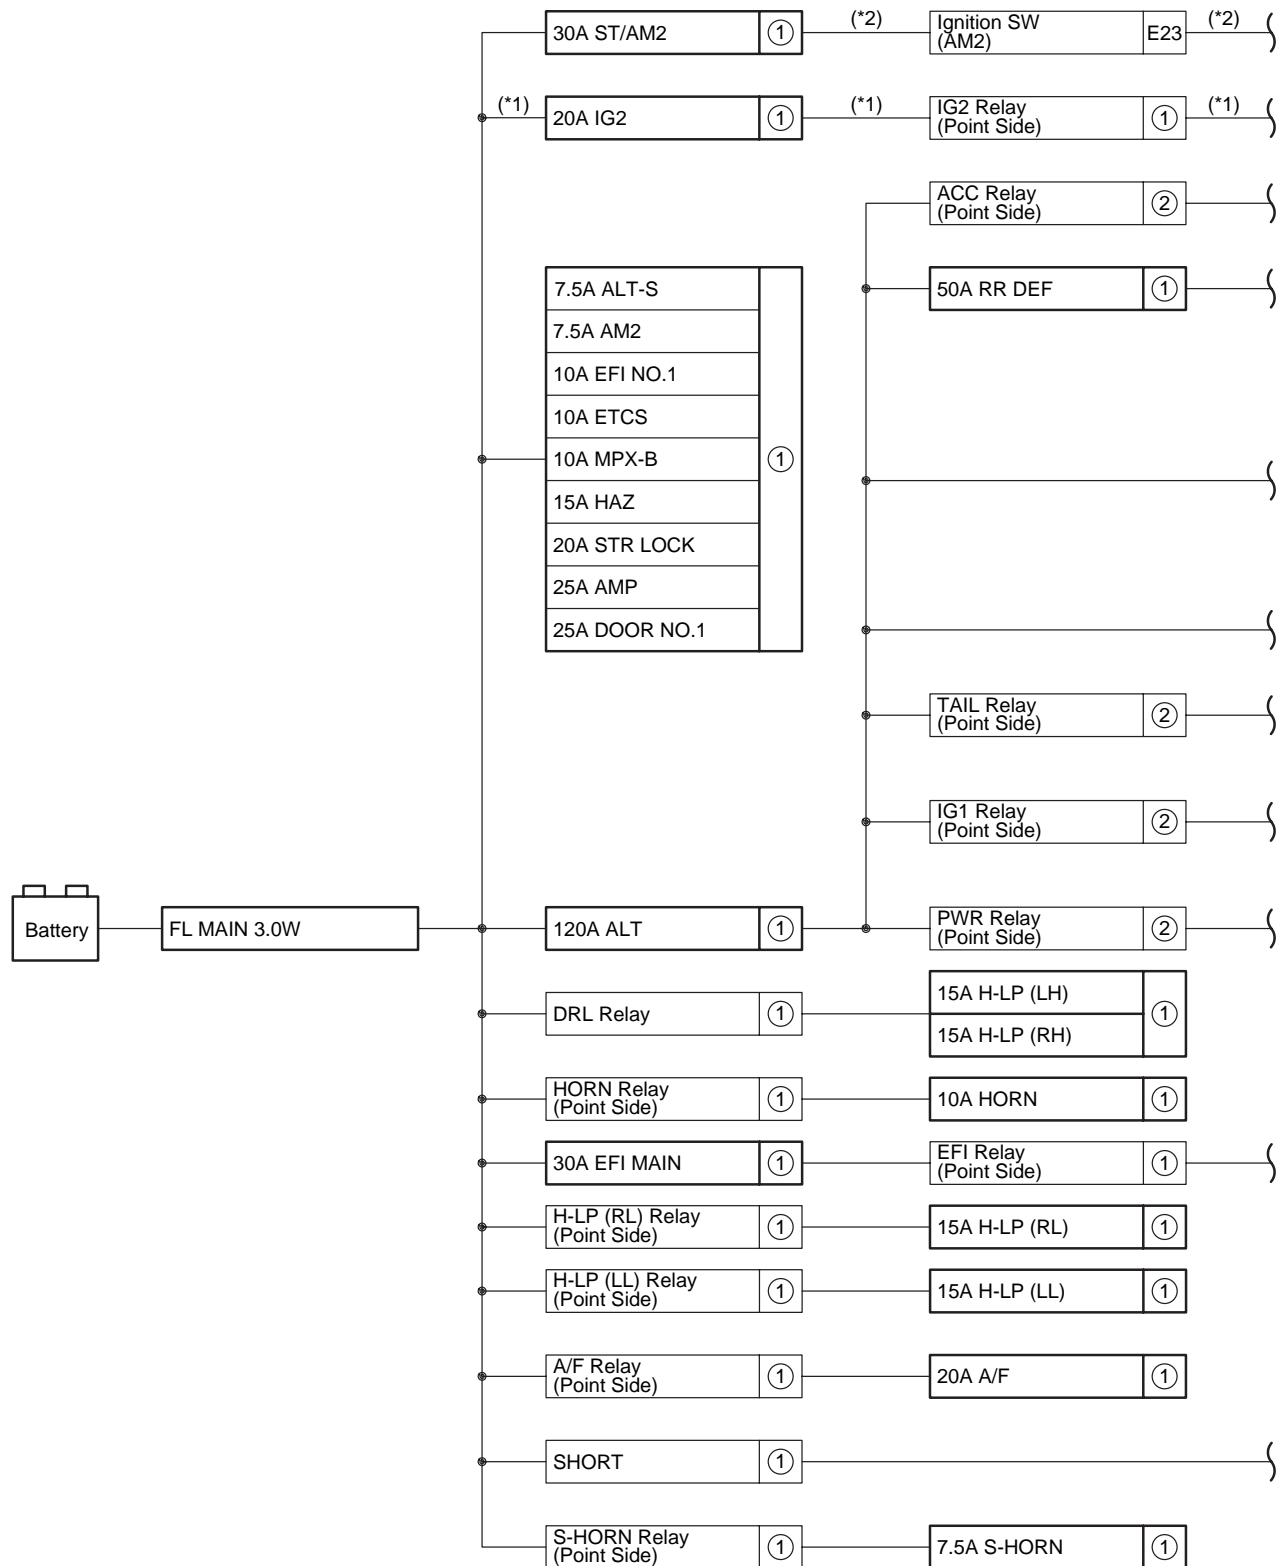 30A ST/AM2 ① (*2) Ignition SW E23 (*2)
(AM2)
(*1) 20A IG2 ① (*1) IG2 Relay ① (*1)
(Point Side)
ACC Relay ②
(Point Side)
7.5A ALT-S 50A RR DEF ①
7.5A AM2
10A EFI NO.1
10A ETCS
10A MPX-B ①
15A HAZ
20A STR LOCK
25A AMP
25A DOOR NO.1
TAIL Relay ②
(Point Side)
IG1 Relay ②
(Point Side)
Battery FL MAIN 3.0W 120A ALT ① PWR Relay ②
(Point Side)
15A H-LP (LH)
DRL Relay ① ①
15A H-LP (RH)
HORN Relay ① 10A HORN ①
(Point Side)
30A EFI MAIN ① EFI Relay ①
(Point Side)
H-LP (RL) Relay ① 15A H-LP (RL) ①
(Point Side)
H-LP (LL) Relay ① 15A H-LP (LL) ①
(Point Side)
A/F Relay ① 20A A/F ①
(Point Side)
SHORT ①
S-HORN Relay ① 7.5A S-HORN ①
(Point Side)